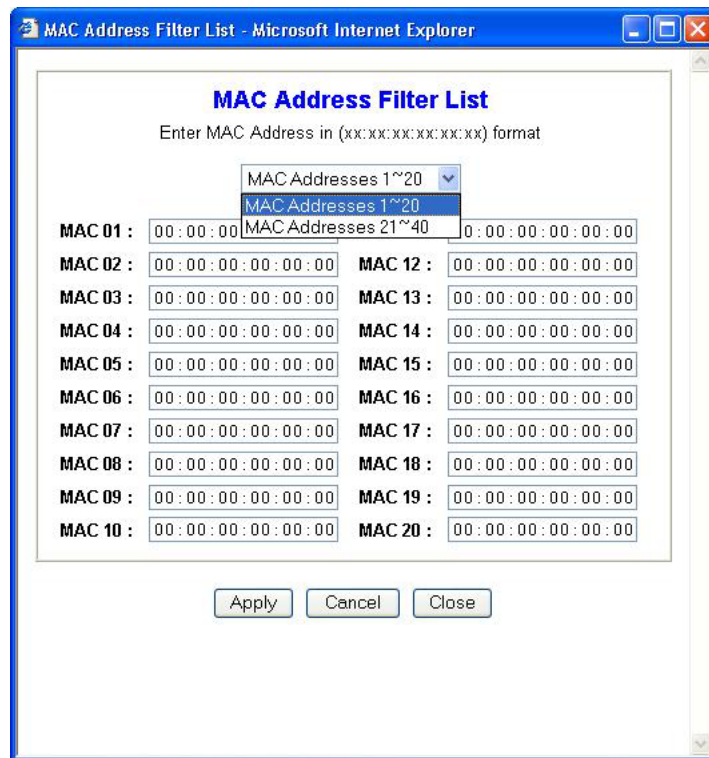 MAC Address Filter List - Microsoft Internet Explorer
MAC Address Filter List
Enter MAC Address in (xx:xx:xx:xx:xx:xx) format
MAC Addresses 1~20
MAC Addresses 1~20
MAC Addresses 21~40
MAC 01 : 00:00:00 0:00:00:00:00:00
MAC 02 : 00:00:00:00:00:00 MAC 12 : 00:00:00:00:00:00
MAC 03 : 00:00:00:00:00:00 MAC 13 : 00:00:00:00:00:00
MAC 04 : 00:00:00:00:00:00 MAC 14 : 00:00:00:00:00:00
MAC 05 : 00:00:00:00:00:00 MAC 15 : 00:00:00:00:00:00
MAC 06 : 00:00:00:00:00:00 MAC 16 : 00:00:00:00:00:00
MAC 07 : 00:00:00:00:00:00 MAC 17 : 00:00:00:00:00:00
MAC 08 : 00:00:00:00:00:00 MAC 18 : 00:00:00:00:00:00
MAC 09 : 00:00:00:00:00:00 MAC 19 : 00:00:00:00:00:00
MAC 10 : 00:00:00:00:00:00 MAC 20 : 00:00:00:00:00:00
Apply Cancel Close